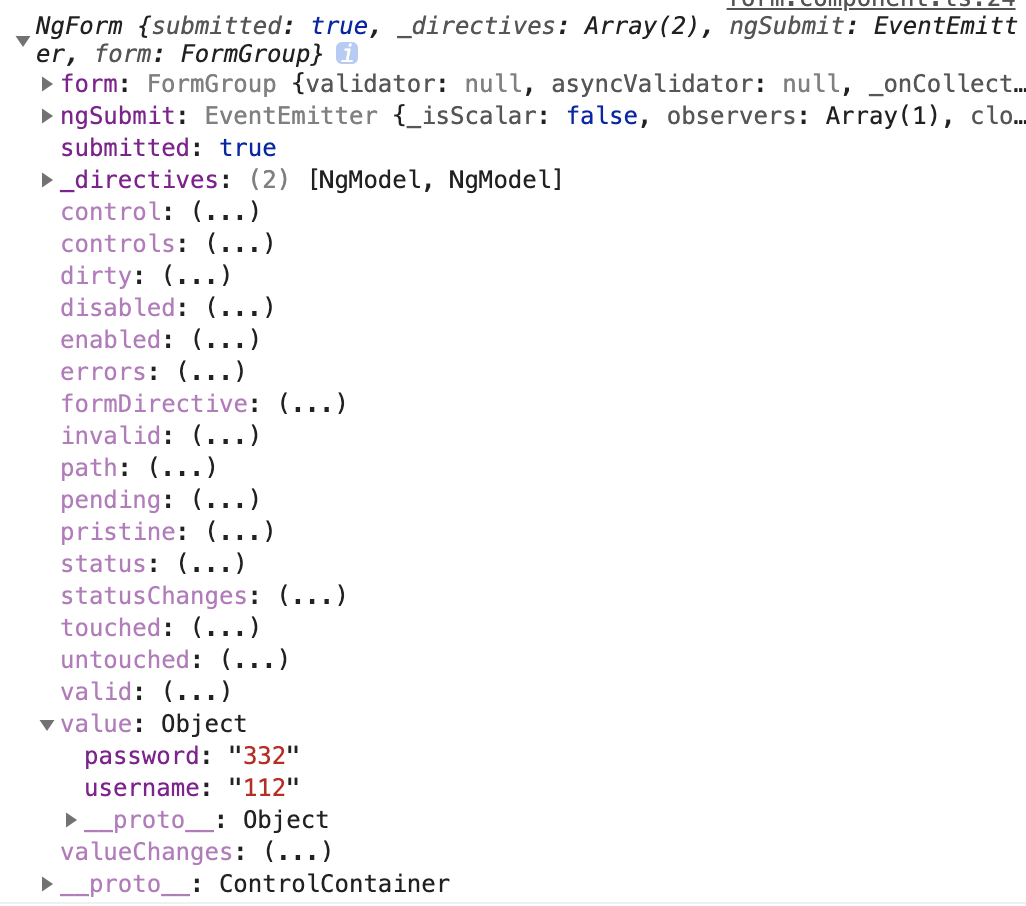 form.component.ts:24
NgForm {submitted: true, _directives: Array(2), ngSubmit: EventEmitt
er, form: FormGroup} i
form: FormGroup {validator: null, asyncValidator: null, _onCollect…
ngSubmit: EventEmitter {_isScalar: false, observers: Array(1), clo…
submitted: true
_directives: (2) [NgModel, NgModel]
control: (...)
controls: (...)
dirty: (...)
disabled: (...)
enabled: (...)
errors: (...)
formDirective: (...)
invalid: (...)
path: (...)
pending: (...)
pristine: (...)
status: (...)
statusChanges: (...)
touched: (...)
untouched: (...)
valid: (...)
value: Object
password: "332"
username: "112"
__proto__: Object
valueChanges: (...)
__proto__: ControlContainer